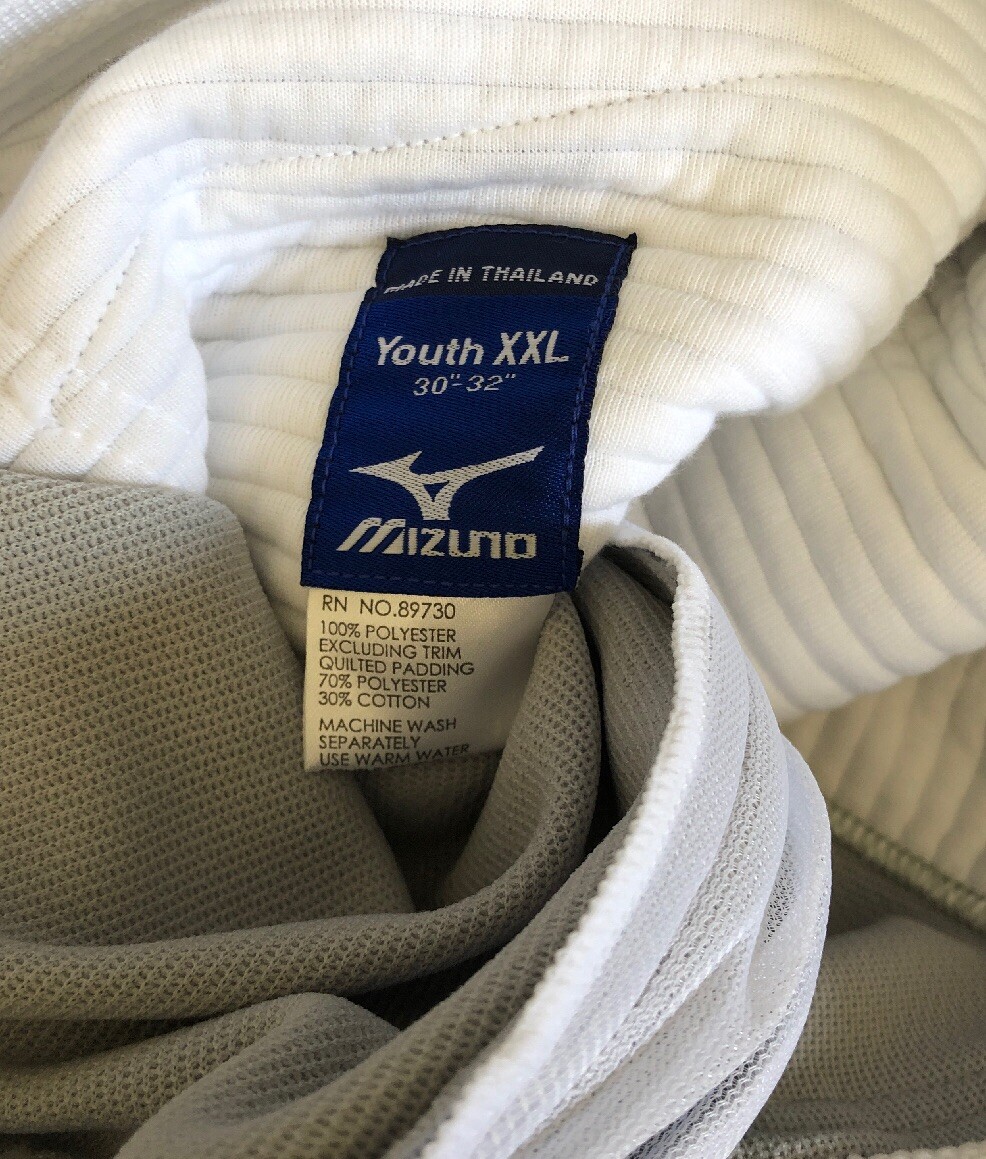 MADE IN THAILAND
Youth XXL
30"-32"
MIZUNO
RN NO.89730
100% POLYESTER
EXCLUDING TRIM
QUILTED PADDING
70% POLYESTER
30% COTTON
MACHINE WASH
SEPARATELY
USE WARM WATER